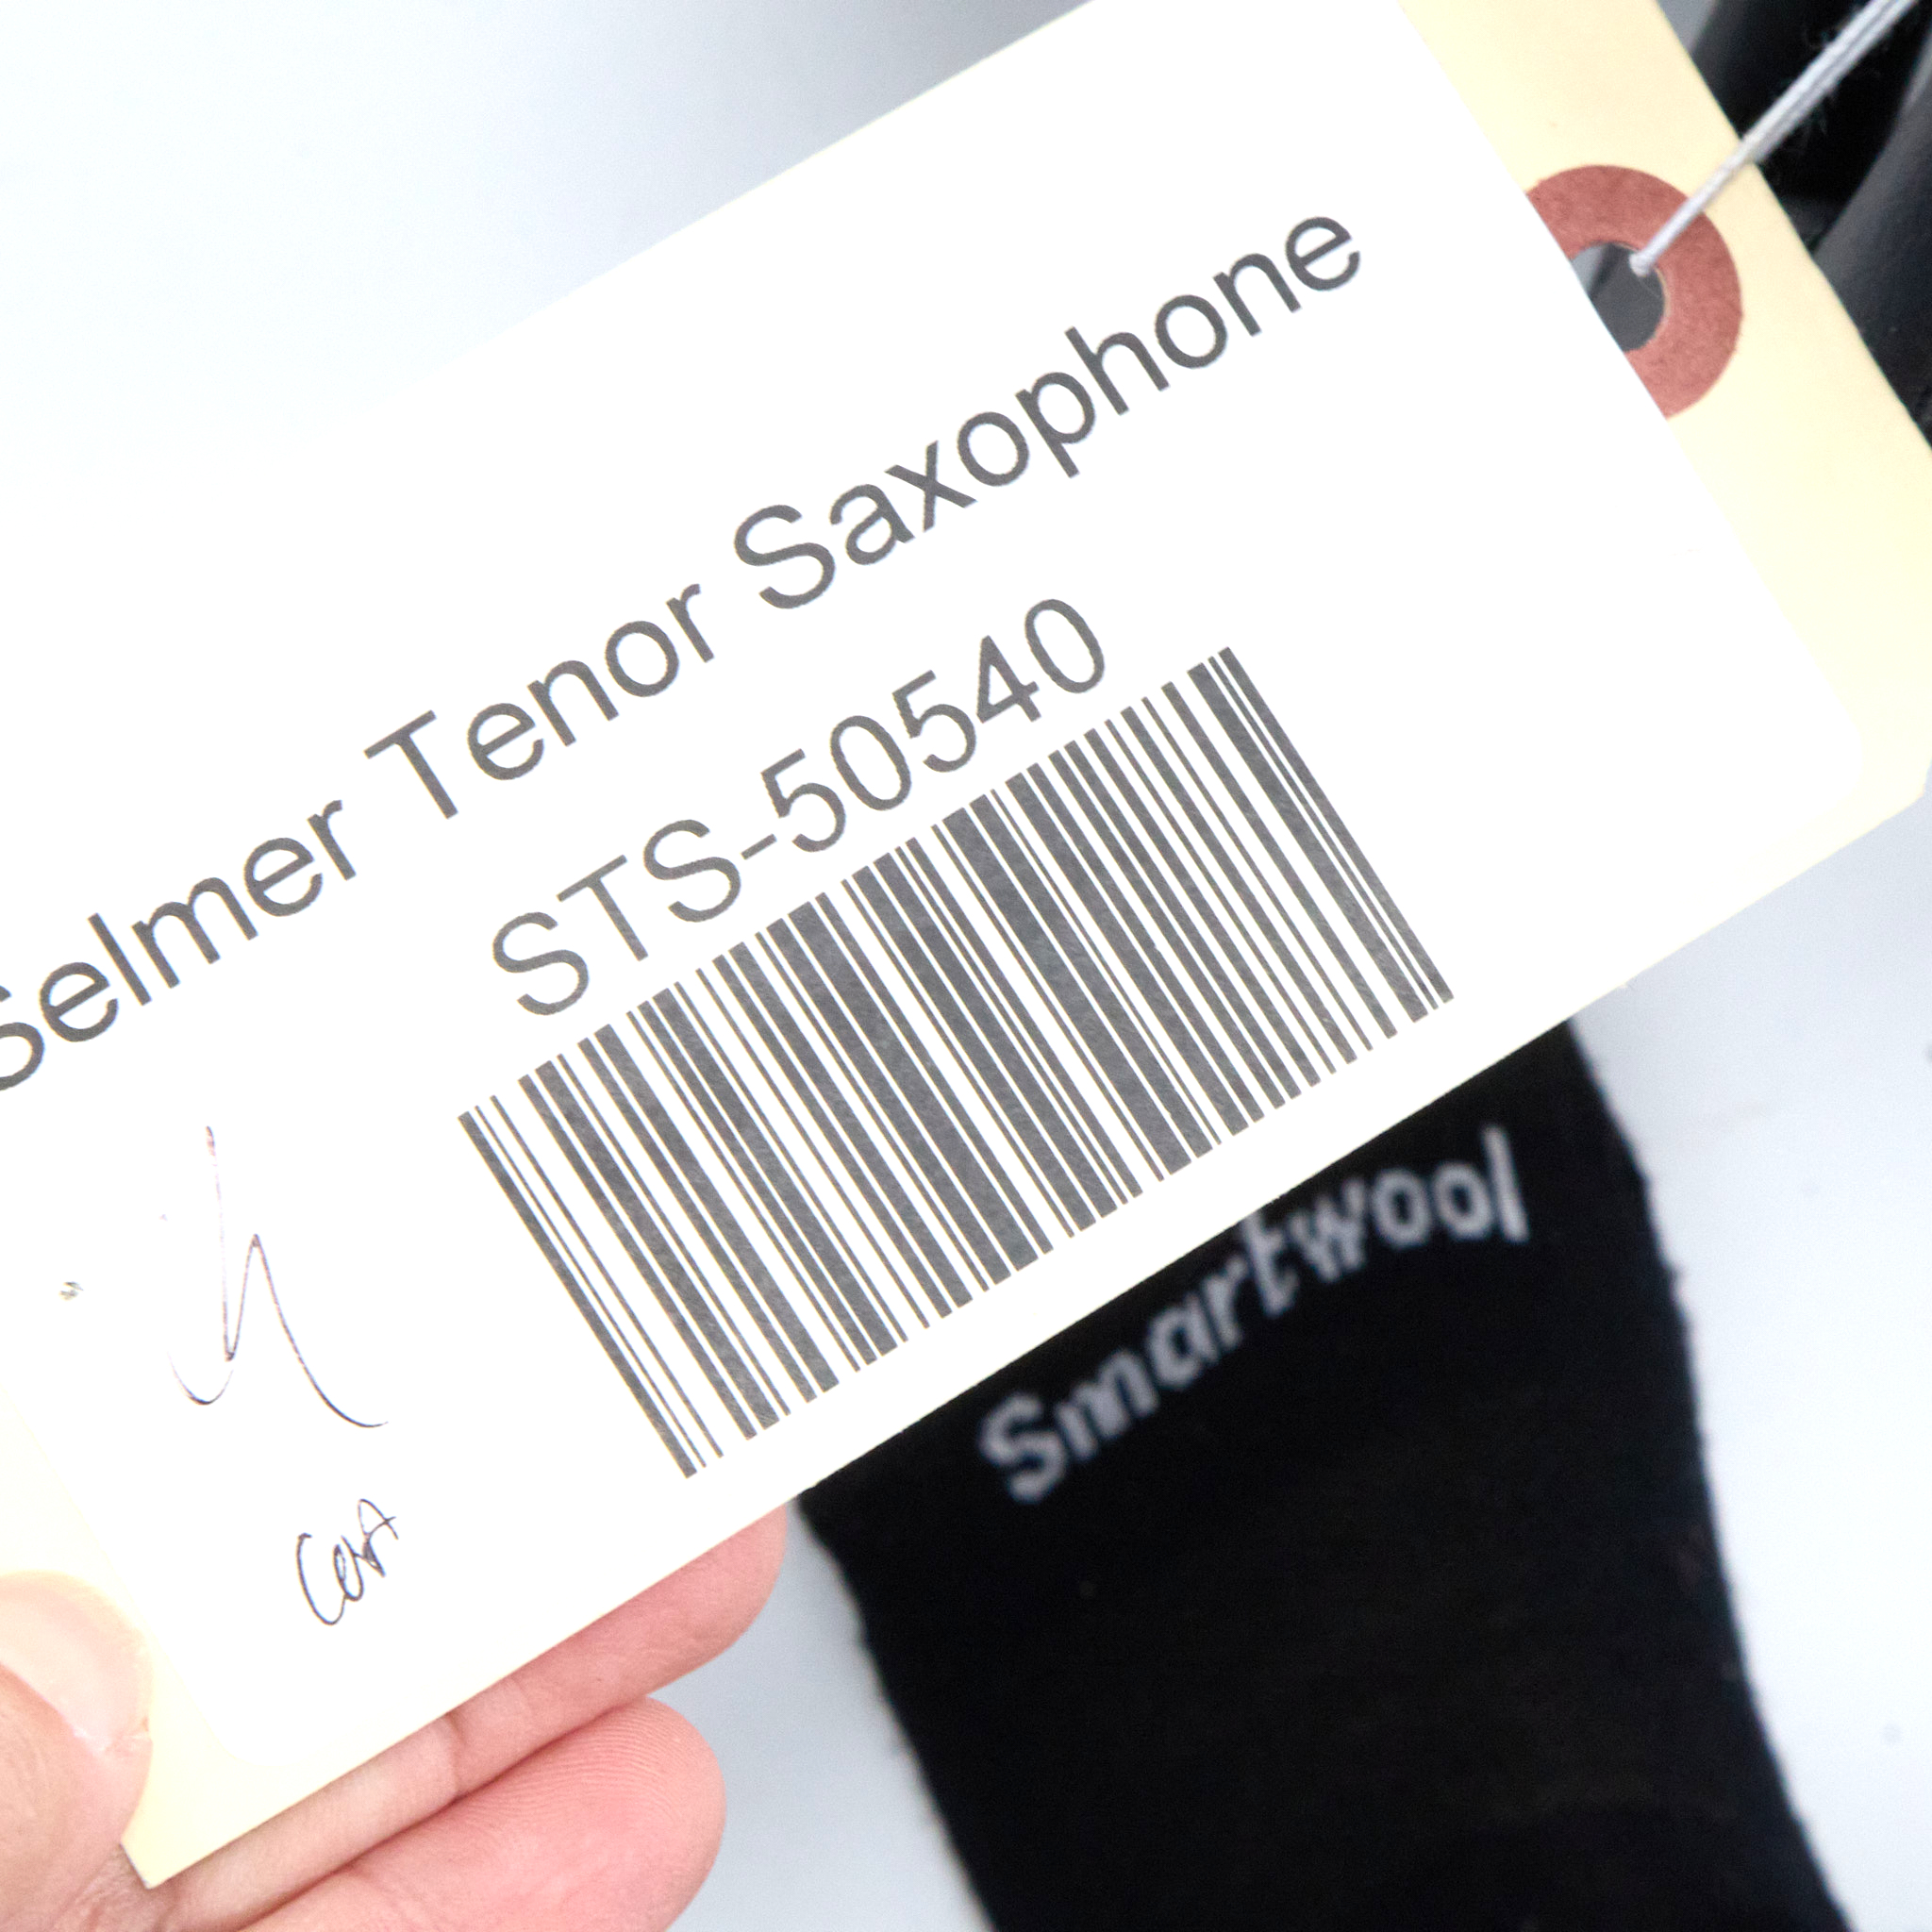 Selmer Tenor Saxophone
STS-50540
Smartwool